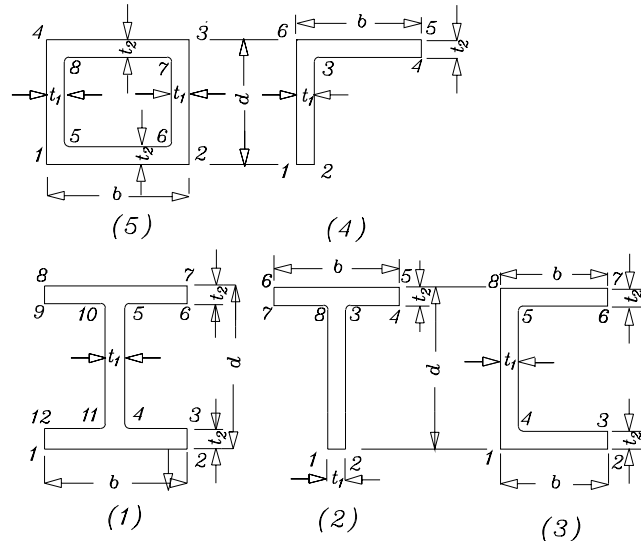 4 3 6 b 5
t2 t2
8 7 3 4
t1 t1 d t1
5 6
t2
1 2 1 2
b
(5) (4)
8 7 6 b 5 8 b 7
t2 t2 t2
9 10 5 6 7 8 3 4 5 6
t1 d d t1
12 11 4 3 4 3
t2 t2
1 2 1 2 1 2
b t1 b
(1) (2) (3)